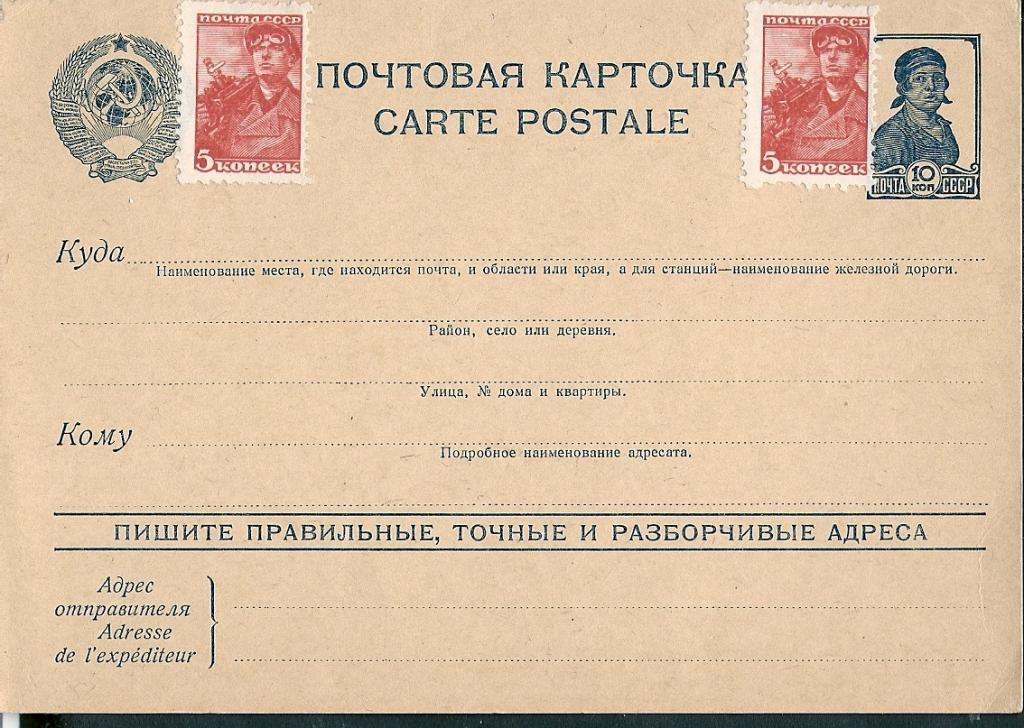 ПОЧТА СССР
5 копеек
ПОЧТОВАЯ КАРТОЧКА
CARTE POSTALE
ПОЧТА СССР
5 копеек
ПОЧТА 10 КОП СССР
Куда
Наименование места, где находится почта, и области или края, а для станций—наименование железной дороги.
Район, село или деревня.
Улица, № дома и квартиры.
Кому
Подробное наименование адресата.
ПИШИТЕ ПРАВИЛЬНЫЕ, ТОЧНЫЕ И РАЗБОРЧИВЫЕ АДРЕСА
Адрес
отправителя
Adresse
de l'expéditeur